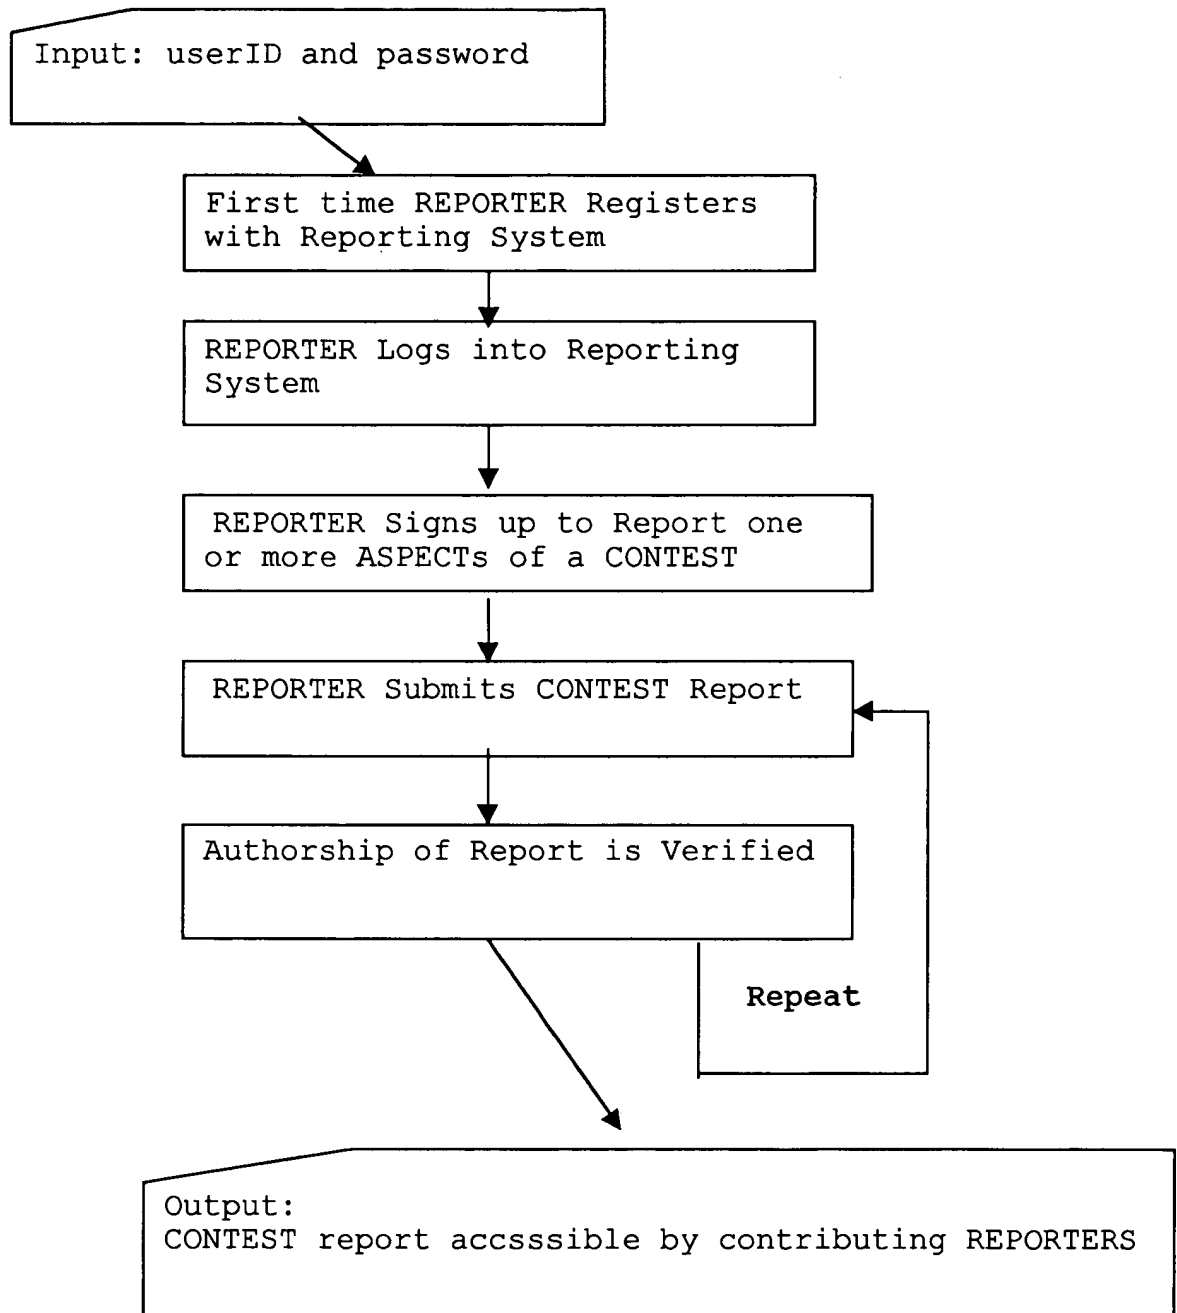 Input: userID and password
First time REPORTER Registers
with Reporting System
REPORTER Logs into Reporting
System
REPORTER Signs up to Report one
or more ASPECTs of a CONTEST
REPORTER Submits CONTEST Report
Authorship of Report is Verified
Repeat
Output:
CONTEST report accsssible by contributing REPORTERS